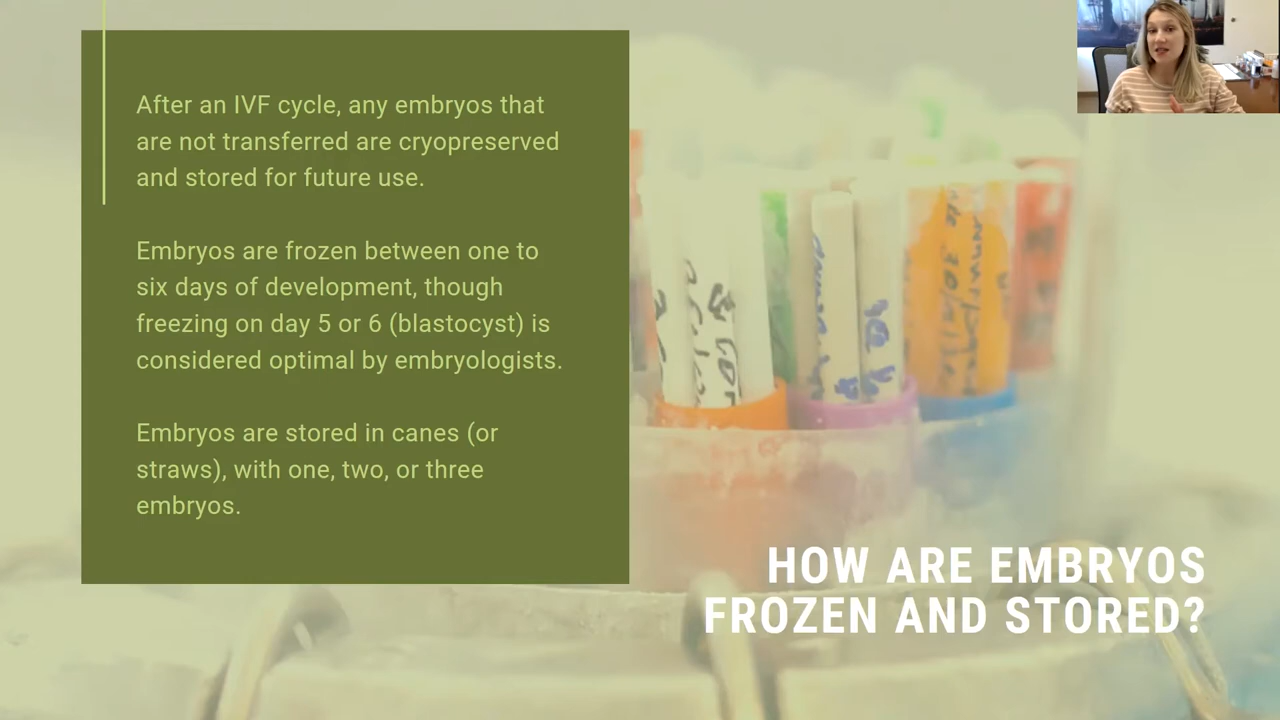 After an IVF cycle, any embryos that
are not transferred are cryopreserved
and stored for future use.
Embryos are frozen between one to
six days of development, though
freezing on day 5 or 6 (blastocyst) is
considered optimal by embryologists.
Embryos are stored in canes (or
straws), with one, two, or three
embryos.
HOW ARE EMBRYOS
FROZEN AND STORED?